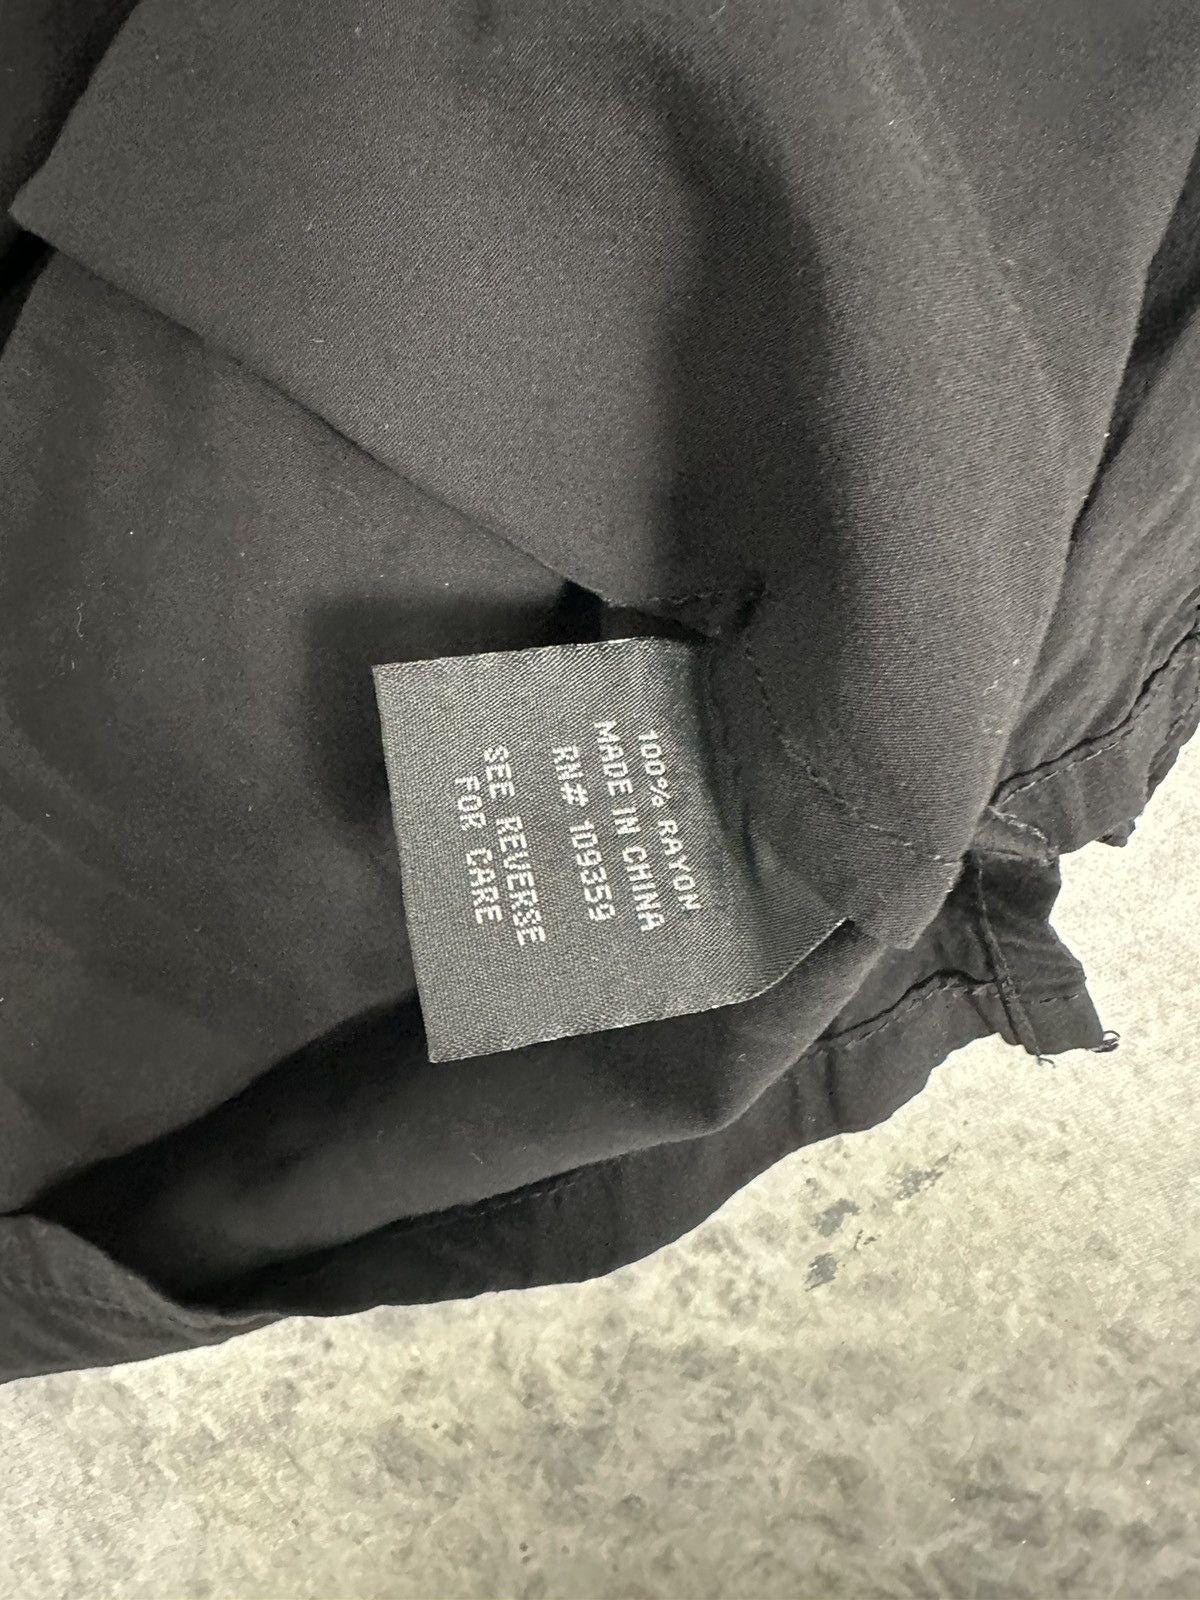 100% RAYON
MADE IN CHINA
RN# 109359
SEE REVERSE
FOR CARE